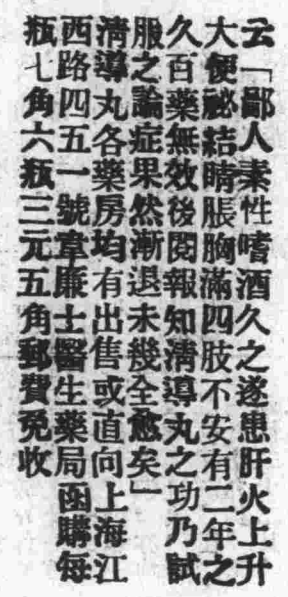 云「鄙人素性嗜酒久之遂患肝火上升
大便祕結睛脹胸滿四肢不安有二年之
久百藥無效後閱報知淸導丸之功乃試
服之論症果然漸退未幾全愈矣」
淸導丸各藥房均有出售或直向上海江
西路四五一號韋廉士醫生藥局函購每
瓶七角六瓶三元五角郵費免收